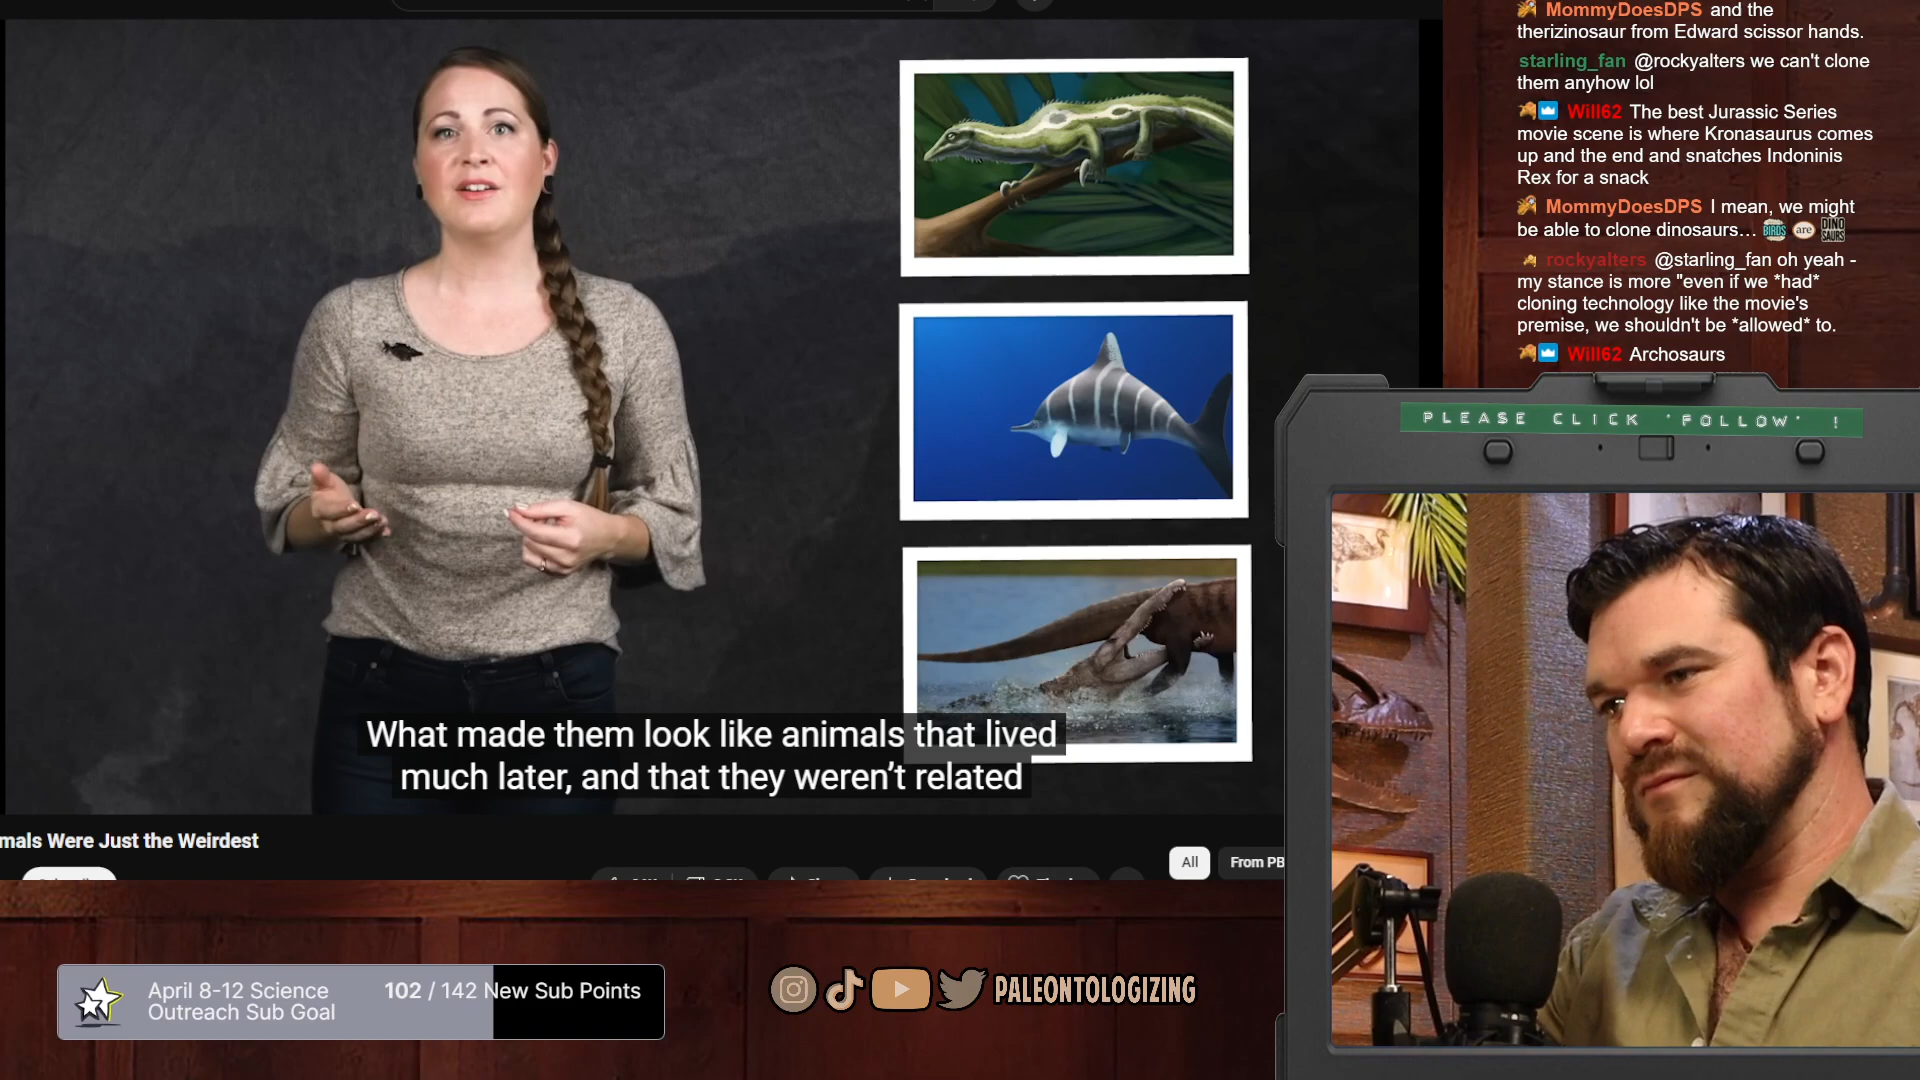 MommyDoesDPS and the
therizinosaur from Edward scissor hands.
starling_fan @rockyalters we can't clone
them anyhow lol
Will62 The best Jurassic Series
movie scene is where Kronasaurus comes
up and the end and snatches Indoninis
Rex for a snack
MommyDoesDPS I mean, we might
be able to clone dinosaurs... BIRDS are DINO
SAURS
rockyalters @starling_fan oh yeah -
my stance is more "even if we *had*
cloning technology like the movie's
premise, we shouldn't be *allowed* to.
Will62 Archosaurs
PLEASE CLICK 'FOLLOW' !
What made them look like animals that lived
much later, and that they weren't related
mals Were Just the Weirdest
All
From PB
April 8-12 Science
Outreach Sub Goal
102 / 142 New Sub Points
PALEONTOLOGIZING